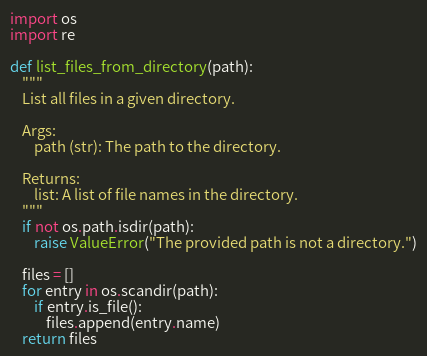 import os
import re

def list_files_from_directory(path):
    """
    List all files in a given directory.

    Args:
        path (str): The path to the directory.

    Returns:
        list: A list of file names in the directory.
    """
    if not os.path.isdir(path):
        raise ValueError("The provided path is not a directory.")

    files = []
    for entry in os.scandir(path):
        if entry.is_file():
            files.append(entry.name)
    return files